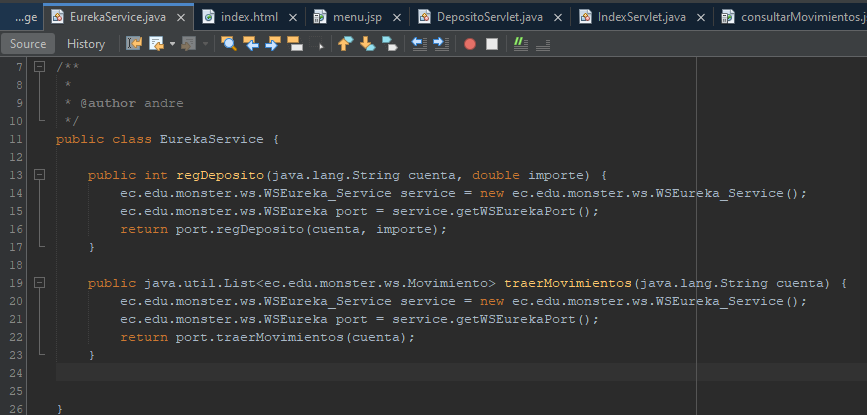 ...ge EurekaService.java index.html menu.jsp DepositoServlet.java IndexServlet.java consultarMovimientos.j
Source History
7 /**
8 *
9 * @author andre
10 */
11 public class EurekaService {
12
13 public int regDeposito(java.lang.String cuenta, double importe) {
14 ec.edu.monster.ws.WSEureka_Service service = new ec.edu.monster.ws.WSEureka_Service();
15 ec.edu.monster.ws.WSEureka port = service.getWSEurekaPort();
16 return port.regDeposito(cuenta, importe);
17 }
18
19 public java.util.List<ec.edu.monster.ws.Movimiento> traerMovimientos(java.lang.String cuenta) {
20 ec.edu.monster.ws.WSEureka_Service service = new ec.edu.monster.ws.WSEureka_Service();
21 ec.edu.monster.ws.WSEureka port = service.getWSEurekaPort();
22 return port.traerMovimientos(cuenta);
23 }
24
25
26 }